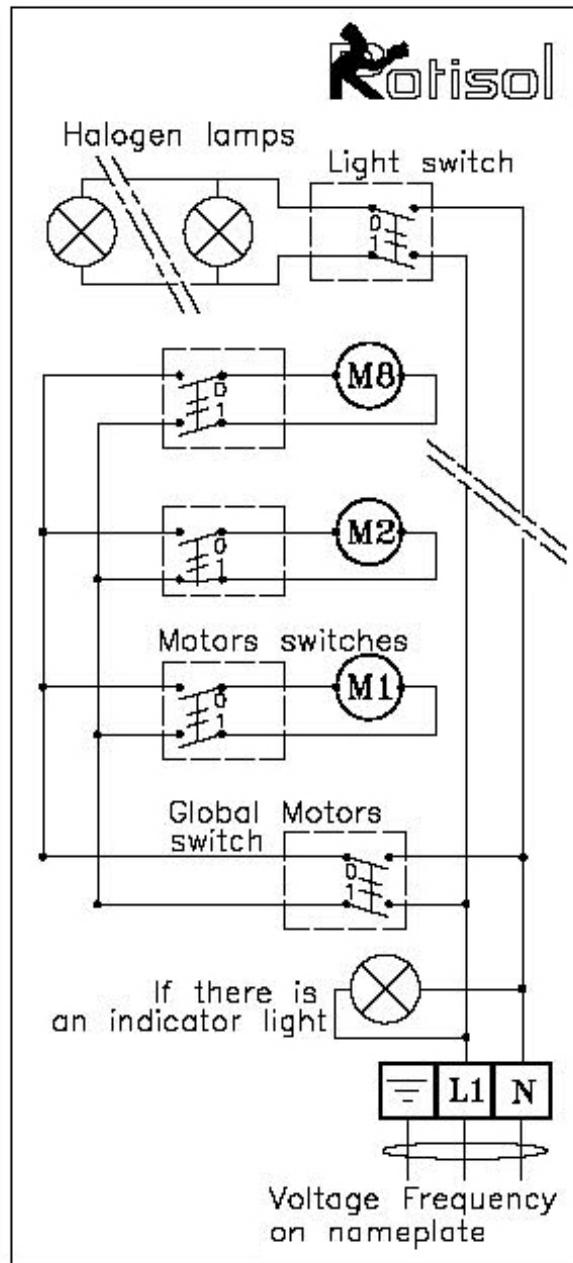 Rotisol
Halogen lamps
Light switch
0
1
M8
0
1
M2
0
1
Motors switches
M1
0
1
Global Motors
switch
0
1
If there is
an indicator light
L1 N
Voltage Frequency
on nameplate